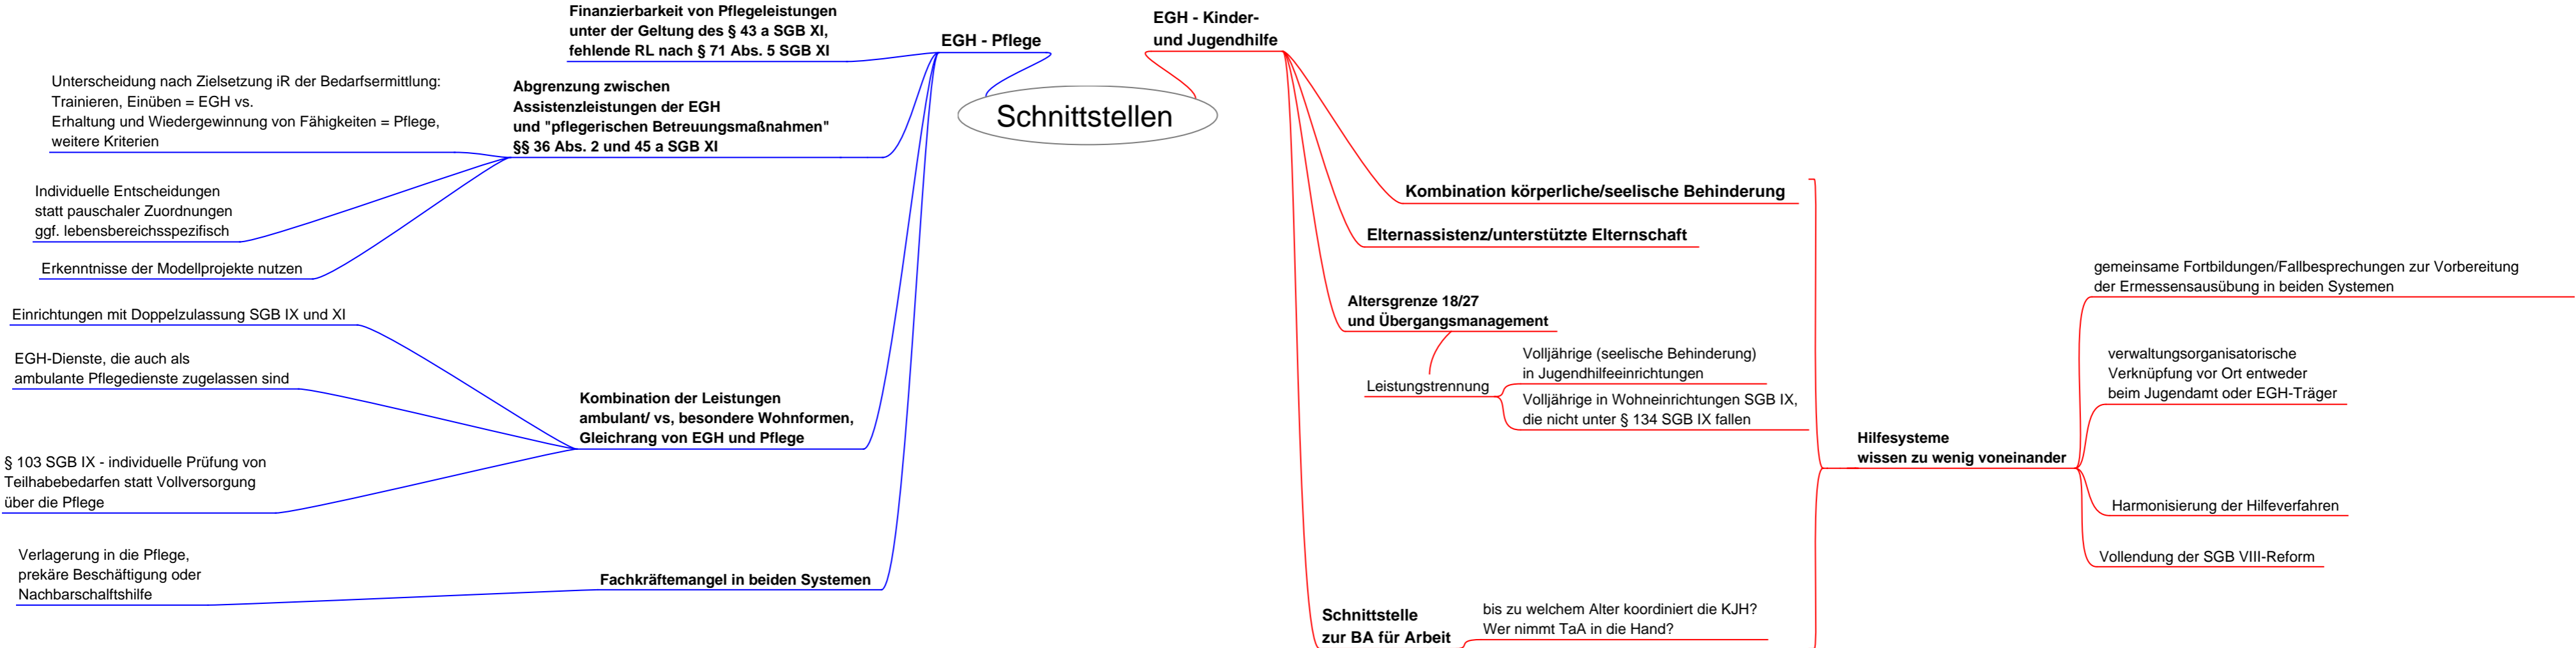 Schnittstellen
EGH - Pflege
Finanzierbarkeit von Pflegeleistungen
unter der Geltung des § 43 a SGB XI,
fehlende RL nach § 71 Abs. 5 SGB XI
Abgrenzung zwischen
Assistenzleistungen der EGH
und "pflegerischen Betreuungsmaßnahmen"
§§ 36 Abs. 2 und 45 a SGB XI
Unterscheidung nach Zielsetzung iR der Bedarfsermittlung:
Trainieren, Einüben = EGH vs.
Erhaltung und Wiedergewinnung von Fähigkeiten = Pflege,
weitere Kriterien
Individuelle Entscheidungen
statt pauschaler Zuordnungen
ggf. lebensbereichsspezifisch
Erkenntnisse der Modellprojekte nutzen
Kombination der Leistungen
ambulant/ vs, besondere Wohnformen,
Gleichrang von EGH und Pflege
Einrichtungen mit Doppelzulassung SGB IX und XI
EGH-Dienste, die auch als
ambulante Pflegedienste zugelassen sind
§ 103 SGB IX - individuelle Prüfung von
Teilhabebedarfen statt Vollversorgung
über die Pflege
Fachkräftemangel in beiden Systemen
Verlagerung in die Pflege,
prekäre Beschäftigung oder
Nachbarschalftshilfe
EGH - Kinder-
und Jugendhilfe
Kombination körperliche/seelische Behinderung
Elternassistenz/unterstützte Elternschaft
Altersgrenze 18/27
und Übergangsmanagement
Leistungstrennung
Volljährige (seelische Behinderung)
in Jugendhilfeeinrichtungen
Volljährige in Wohneinrichtungen SGB IX,
die nicht unter § 134 SGB IX fallen
Schnittstelle
zur BA für Arbeit
bis zu welchem Alter koordiniert die KJH?
Wer nimmt TaA in die Hand?
Hilfesysteme
wissen zu wenig voneinander
gemeinsame Fortbildungen/Fallbesprechungen zur Vorbereitung
der Ermessensausübung in beiden Systemen
verwaltungsorganisatorische
Verknüpfung vor Ort entweder
beim Jugendamt oder EGH-Träger
Harmonisierung der Hilfeverfahren
Vollendung der SGB VIII-Reform